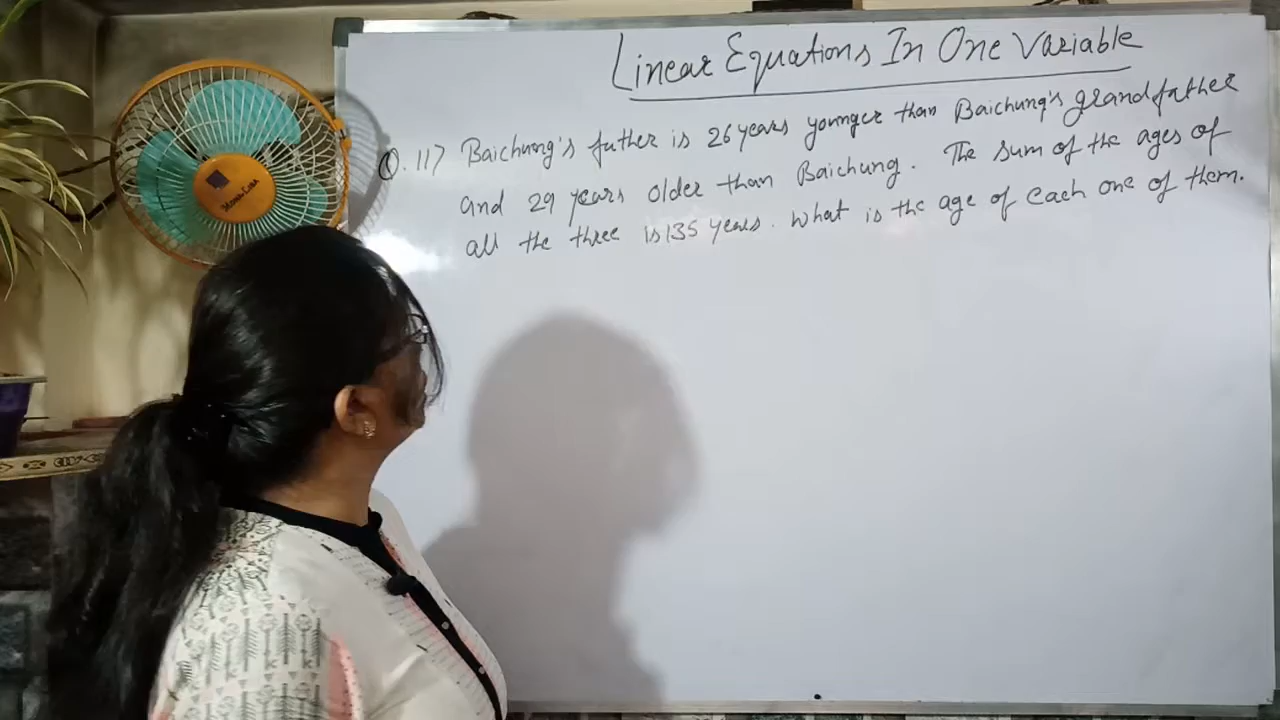 Linear Equations In One Variable
Q.11> Baichung's father is 26 years younger than Baichung's grandfather
and 29 years older than Baichung. The sum of the ages of
all the three is 135 years. What is the age of each one of them.